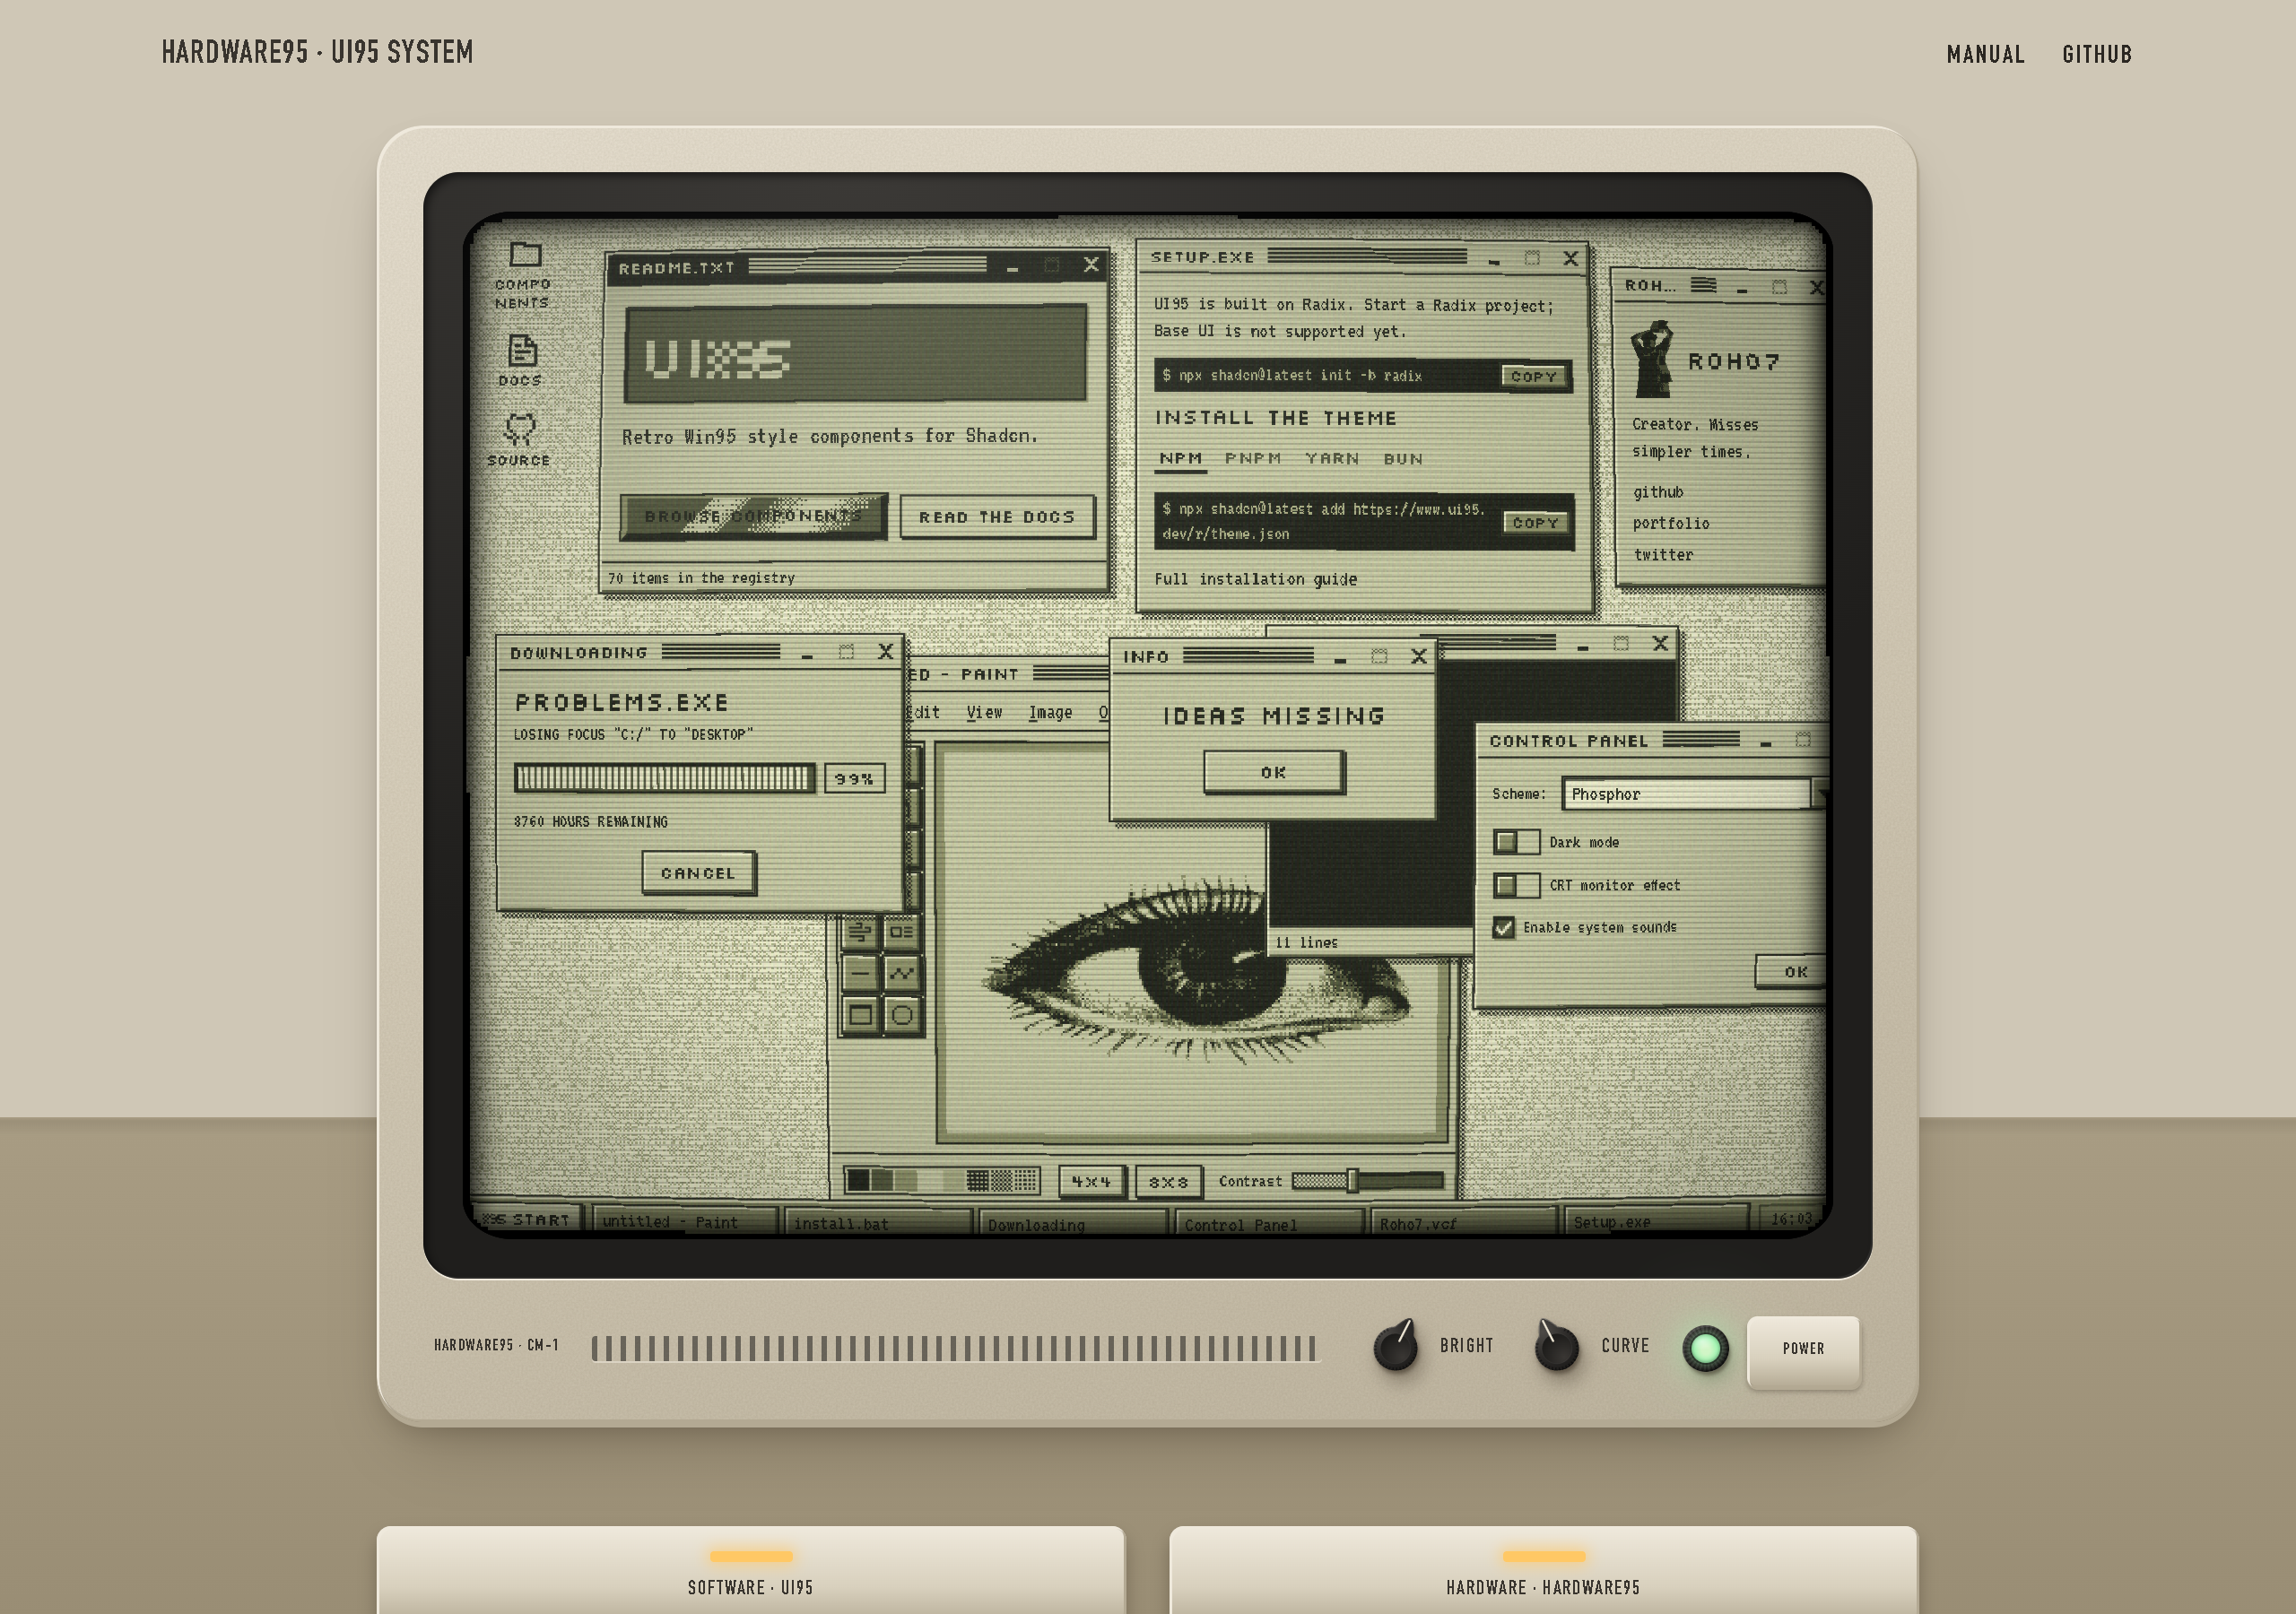 HARDWARE95 · UI95 SYSTEM
MANUAL GITHUB
COMPO
NENTS
DOCS
SOURCE
README.TXT
UI95
Retro Win95 style components for Shadcn.
BROWSE COMPONENTS
READ THE DOCS
70 items in the registry
SETUP.EXE
UI95 is built on Radix. Start a Radix project;
Base UI is not supported yet.
$ npx shadcn@latest init -b radix
COPY
INSTALL THE THEME
NPM PNPM YARN BUN
$ npx shadcn@latest add https://www.ui95.
dev/r/theme.json
COPY
Full installation guide
ROH...
ROHO7
Creator. Misses
simpler times.
github
portfolio
twitter
DOWNLOADING
PROBLEMS.EXE
LOSING FOCUS "C:/" TO "DESKTOP"
99%
8760 HOURS REMAINING
CANCEL
ED - PAINT
dit View Image O
INFO
IDEAS MISSING
OK
11 lines
CONTROL PANEL
Scheme: Phosphor
Dark mode
CRT monitor effect
Enable system sounds
OK
4X4 8X8 Contrast
95 START
untitled - Paint
install.bat
Downloading
Control Panel
Roho7.vcf
Setup.exe
16:03
HARDWARE95 · CM-1
BRIGHT
CURVE
POWER
SOFTWARE · UI95
HARDWARE · HARDWARE95